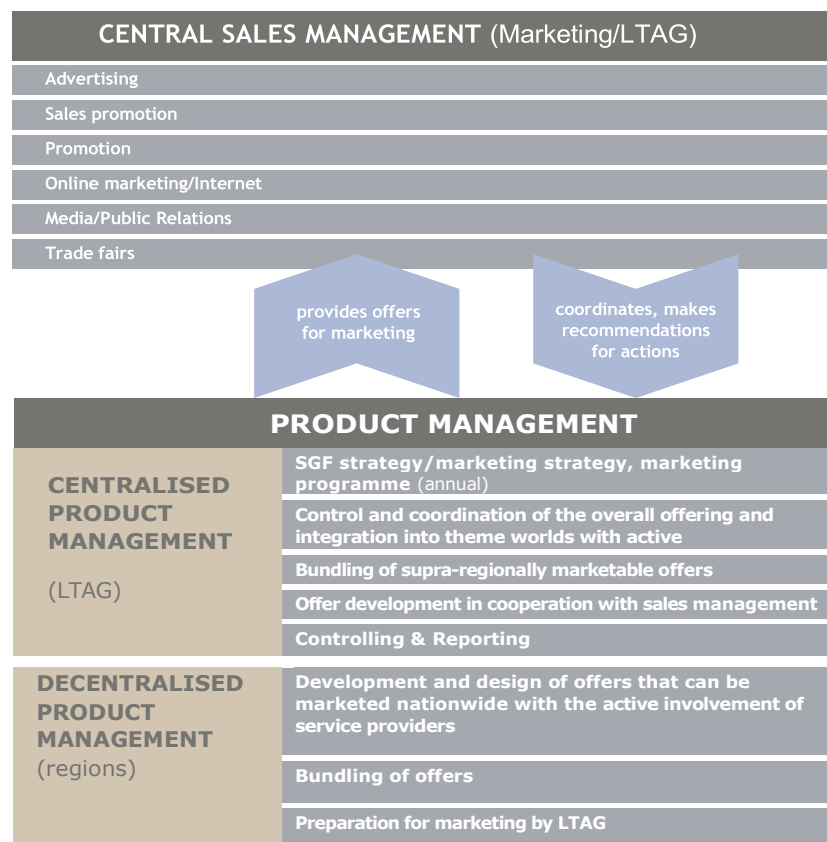 CENTRAL SALES MANAGEMENT (Marketing/LTAG)
Advertising
Sales promotion
Promotion
Online marketing/Internet
Media/Public Relations
Trade fairs
provides offers
for marketing
coordinates, makes
recommendations
for actions
PRODUCT MANAGEMENT
CENTRALISED
PRODUCT
MANAGEMENT
(LTAG)
SGF strategy/marketing strategy, marketing
programme (annual)
Control and coordination of the overall offering and
integration into theme worlds with active
Bundling of supra-regionally marketable offers
Offer development in cooperation with sales management
Controlling & Reporting
DECENTRALISED
PRODUCT
MANAGEMENT
(regions)
Development and design of offers that can be
marketed nationwide with the active involvement of
service providers
Bundling of offers
Preparation for marketing by LTAG